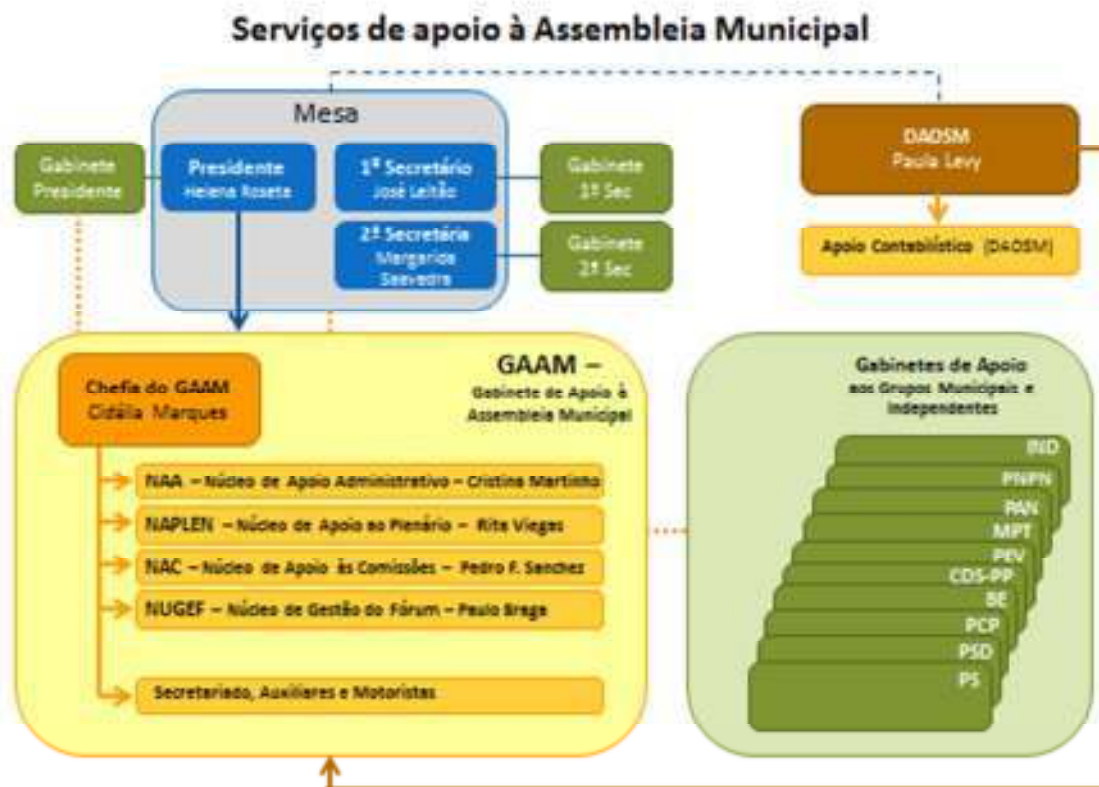 Serviços de apoio à Assembleia Municipal
Mesa
Gabinete
Presidente
Presidente
Helena Roseta
1º Secretário
José Leitão
Gabinete
1º Sec
2ª Secretária
Margarida
Saavedra
Gabinete
2ª Sec
DAOSM
Paula Levy
Apoio Contabilístico (DAOSM)
Chefia do GAAM
Cidália Marques
GAAM –
Gabinete de Apoio à
Assembleia Municipal
NAA – Núcleo de Apoio Administrativo – Cristina Martinho
NAPLEN – Núcleo de Apoio ao Plenário – Rita Viegas
NAC – Núcleo de Apoio às Comissões – Pedro F. Sanchez
NUGEF – Núcleo de Gestão do Fórum – Paulo Braga
Secretariado, Auxiliares e Motoristas
Gabinetes de Apoio
aos Grupos Municipais e
Independentes
IND
PNPN
PAN
MPT
PEV
CDS-PP
BE
PCP
PSD
PS